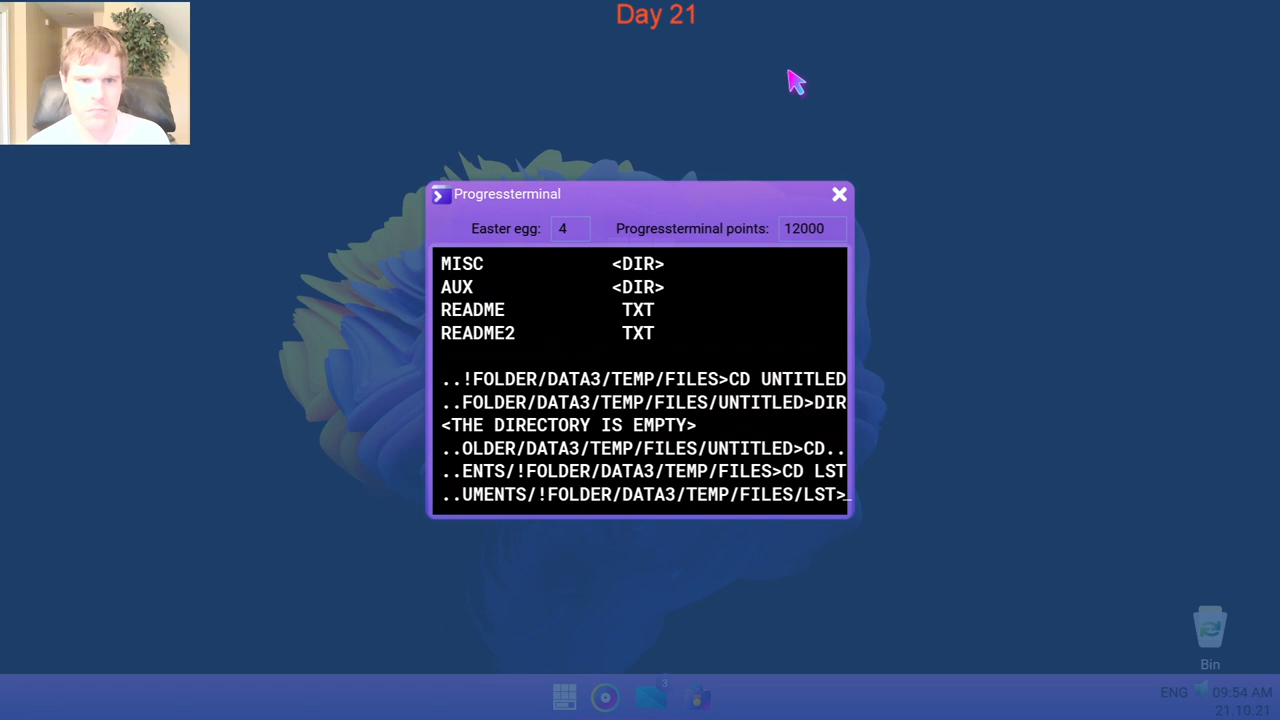 Day 21
Progressterminal
Easter egg: 4 Progressterminal points: 12000
MISC <DIR>
AUX <DIR>
README TXT
README2 TXT
..!FOLDER/DATA3/TEMP/FILES>CD UNTITLED
..FOLDER/DATA3/TEMP/FILES/UNTITLED>DIR
<THE DIRECTORY IS EMPTY>
..OLDER/DATA3/TEMP/FILES/UNTITLED>CD..
..ENTS/!FOLDER/DATA3/TEMP/FILES>CD LST
..UMENTS/!FOLDER/DATA3/TEMP/FILES/LST>_
Bin
3
ENG 09:54 AM
21.10.21